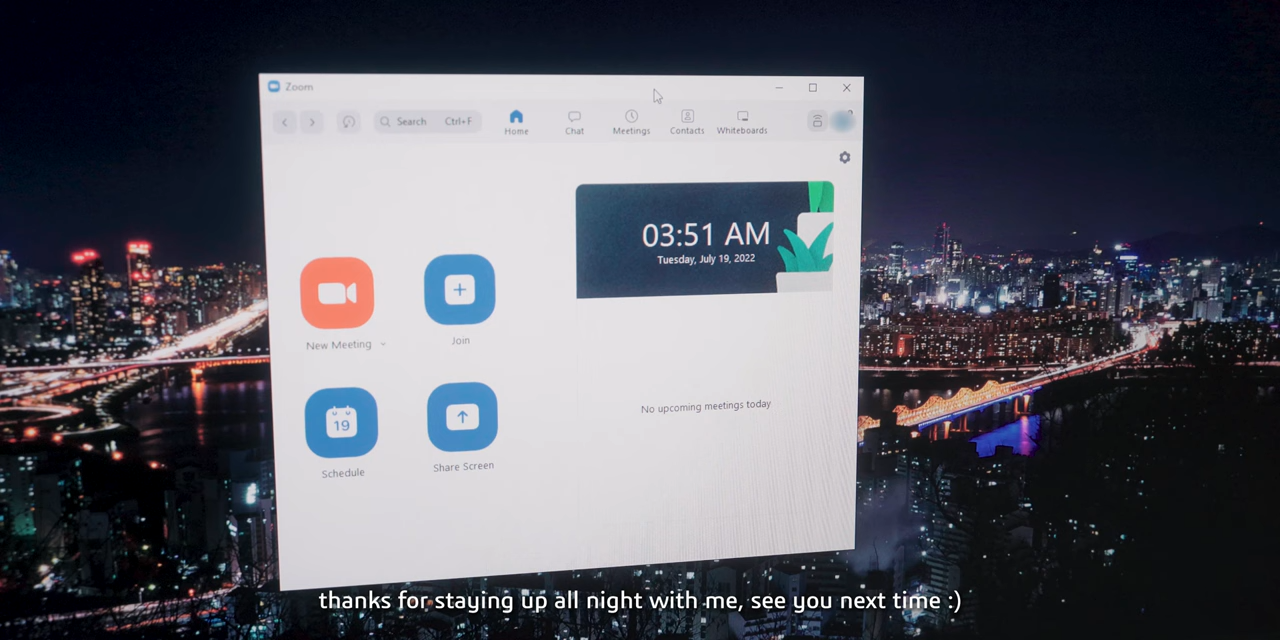 Zoom
Search Ctrl+F
Home
Chat
Meetings
Contacts
Whiteboards
03:51 AM
Tuesday, July 19, 2022
New Meeting
Join
19
Schedule
Share Screen
No upcoming meetings today
thanks for staying up all night with me, see you next time :)